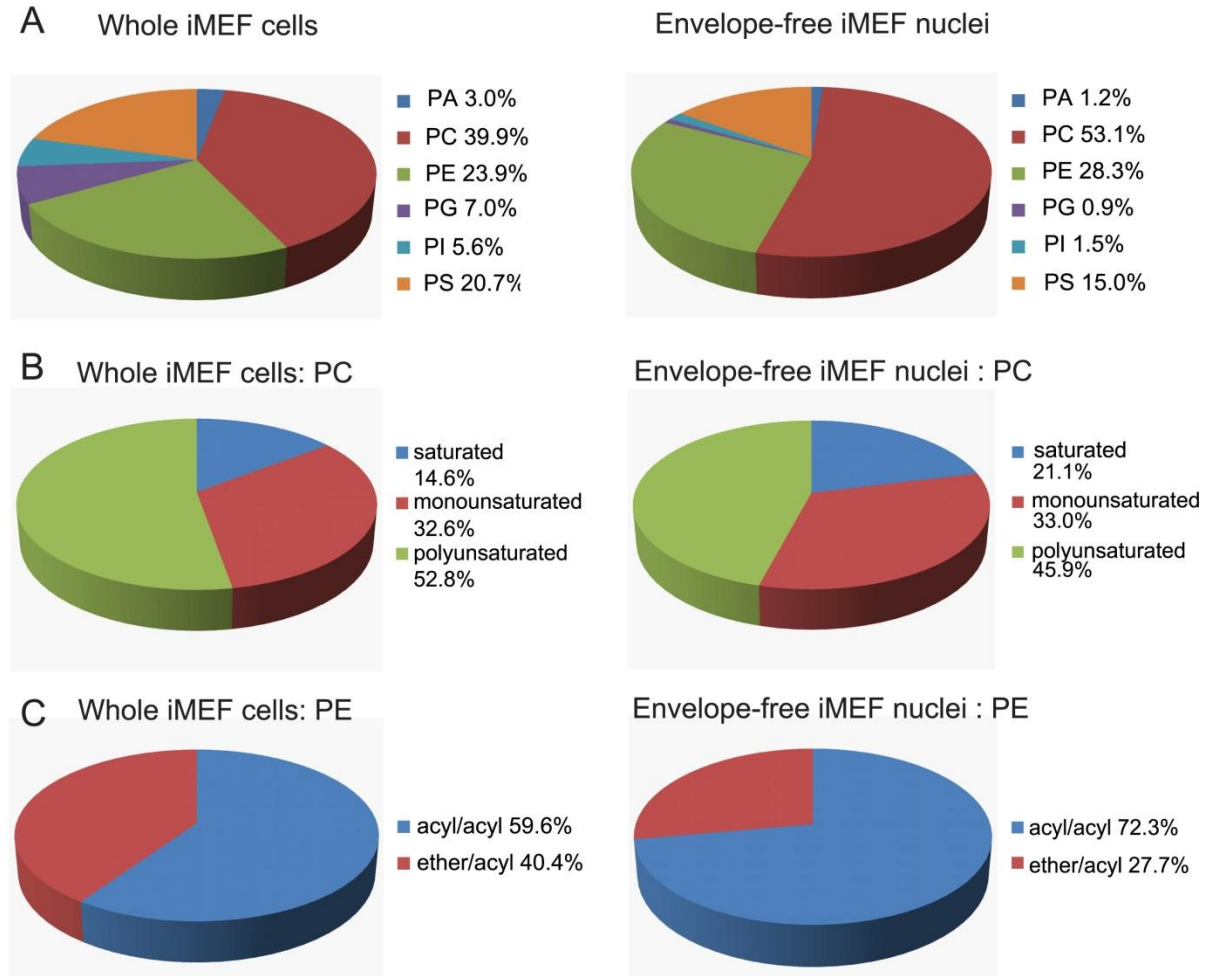 A
Whole iMEF cells
Envelope-free iMEF nuclei
PA 3.0%
PC 39.9%
PE 23.9%
PG 7.0%
PI 5.6%
PS 20.7%
PA 1.2%
PC 53.1%
PE 28.3%
PG 0.9%
PI 1.5%
PS 15.0%
B
Whole iMEF cells: PC
Envelope-free iMEF nuclei : PC
saturated
14.6%
monounsaturated
32.6%
polyunsaturated
52.8%
saturated
21.1%
monounsaturated
33.0%
polyunsaturated
45.9%
C
Whole iMEF cells: PE
Envelope-free iMEF nuclei : PE
acyl/acyl 59.6%
ether/acyl 40.4%
acyl/acyl 72.3%
ether/acyl 27.7%